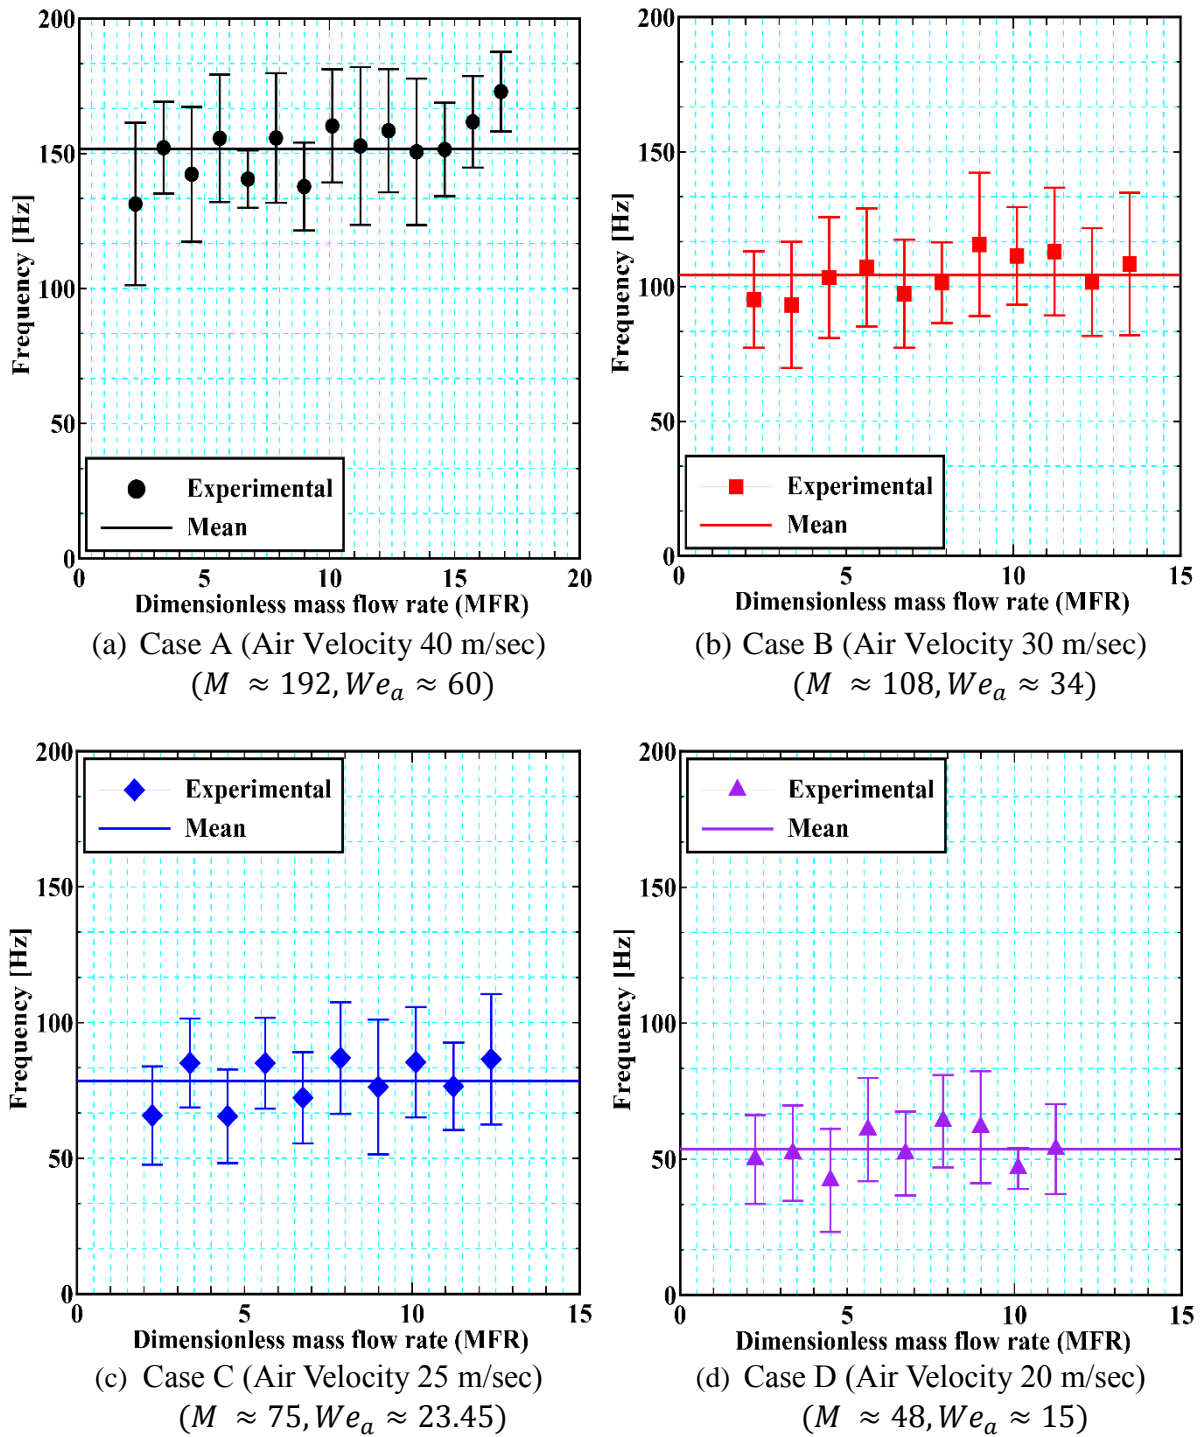 200
150
100
50
0
Frequency [Hz]
Experimental
Mean
0 5 10 15 20
Dimensionless mass flow rate (MFR)
(a) Case A (Air Velocity 40 m/sec)
(M ≈ 192, Weₐ ≈ 60)
200
150
100
50
0
Frequency [Hz]
Experimental
Mean
0 5 10 15
Dimensionless mass flow rate (MFR)
(b) Case B (Air Velocity 30 m/sec)
(M ≈ 108, Weₐ ≈ 34)
200
150
100
50
0
Frequency [Hz]
Experimental
Mean
0 5 10 15
Dimensionless mass flow rate (MFR)
(c) Case C (Air Velocity 25 m/sec)
(M ≈ 75, Weₐ ≈ 23.45)
200
150
100
50
0
Frequency [Hz]
Experimental
Mean
0 5 10 15
Dimensionless mass flow rate (MFR)
(d) Case D (Air Velocity 20 m/sec)
(M ≈ 48, Weₐ ≈ 15)